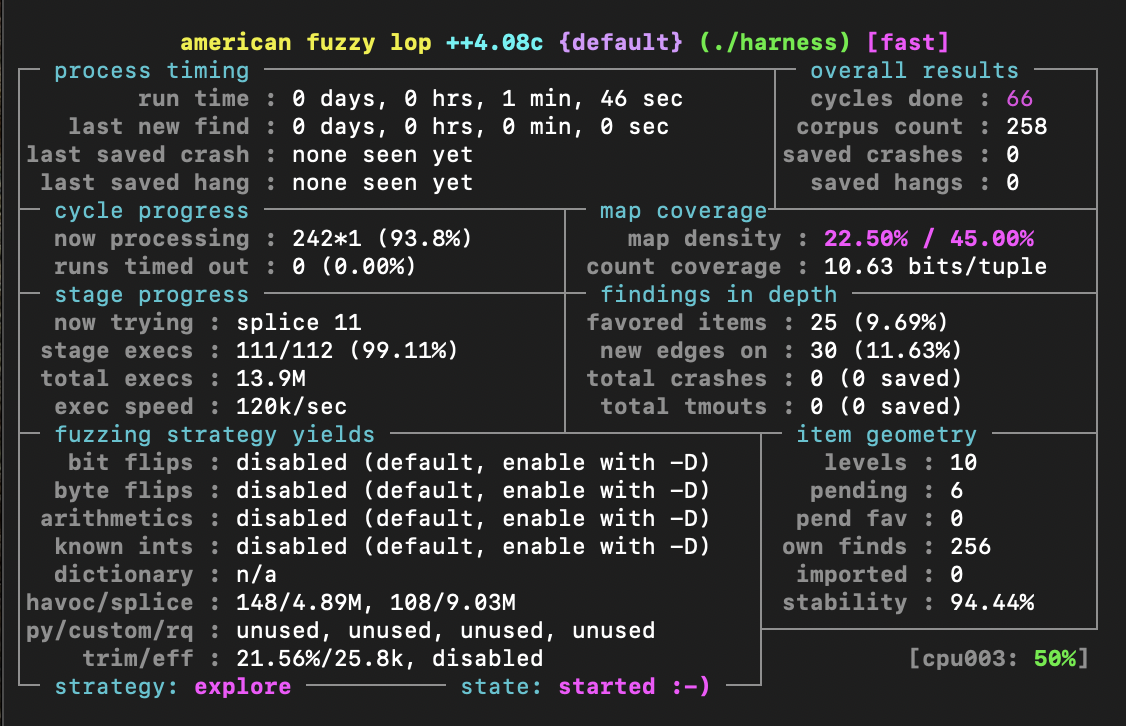 american fuzzy lop ++4.08c {default} (./harness) [fast]
process timing overall results
run time : 0 days, 0 hrs, 1 min, 46 sec cycles done : 66
last new find : 0 days, 0 hrs, 0 min, 0 sec corpus count : 258
last saved crash : none seen yet saved crashes : 0
last saved hang : none seen yet saved hangs : 0
cycle progress map coverage
now processing : 242*1 (93.8%) map density : 22.50% / 45.00%
runs timed out : 0 (0.00%) count coverage : 10.63 bits/tuple
stage progress findings in depth
now trying : splice 11 favored items : 25 (9.69%)
stage execs : 111/112 (99.11%) new edges on : 30 (11.63%)
total execs : 13.9M total crashes : 0 (0 saved)
exec speed : 120k/sec total tmouts : 0 (0 saved)
fuzzing strategy yields item geometry
bit flips : disabled (default, enable with -D) levels : 10
byte flips : disabled (default, enable with -D) pending : 6
arithmetics : disabled (default, enable with -D) pend fav : 0
known ints : disabled (default, enable with -D) own finds : 256
dictionary : n/a imported : 0
havoc/splice : 148/4.89M, 108/9.03M stability : 94.44%
py/custom/rq : unused, unused, unused, unused
trim/eff : 21.56%/25.8k, disabled [cpu003: 50%]
strategy: explore state: started :-)